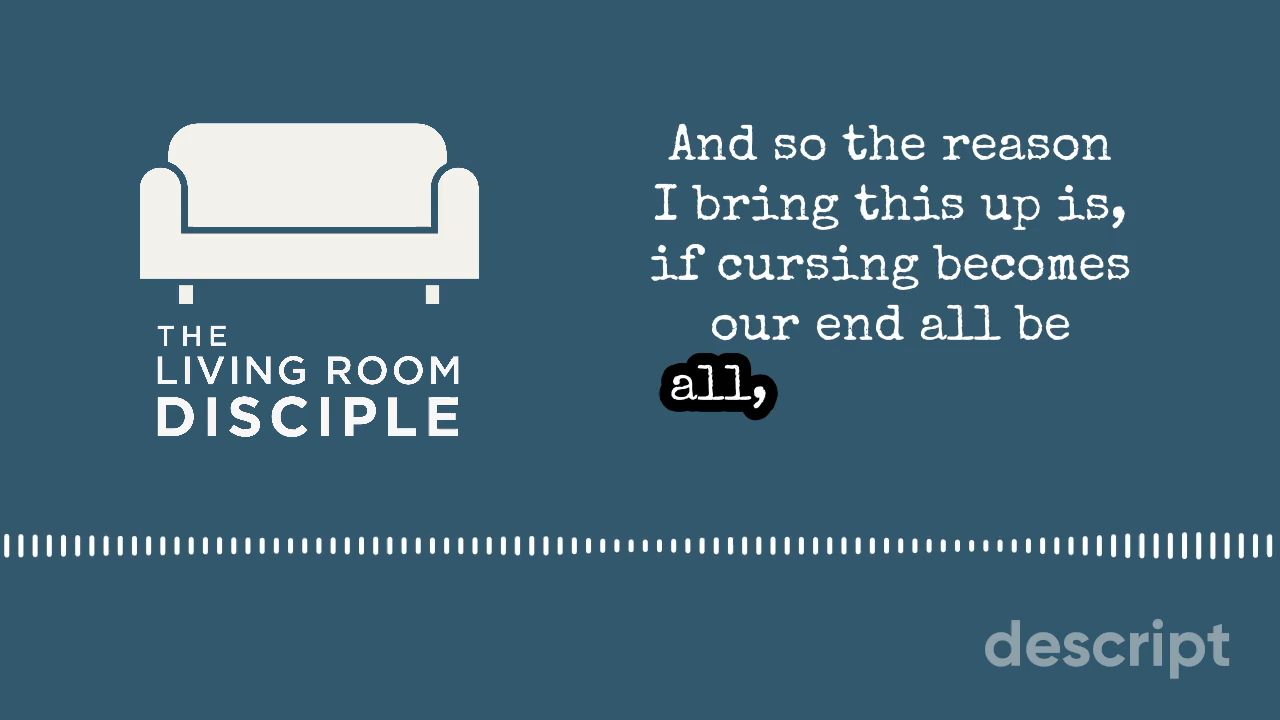 THE
LIVING ROOM
DISCIPLE
And so the reason
I bring this up is,
if cursing becomes
our end all be
all,
descript